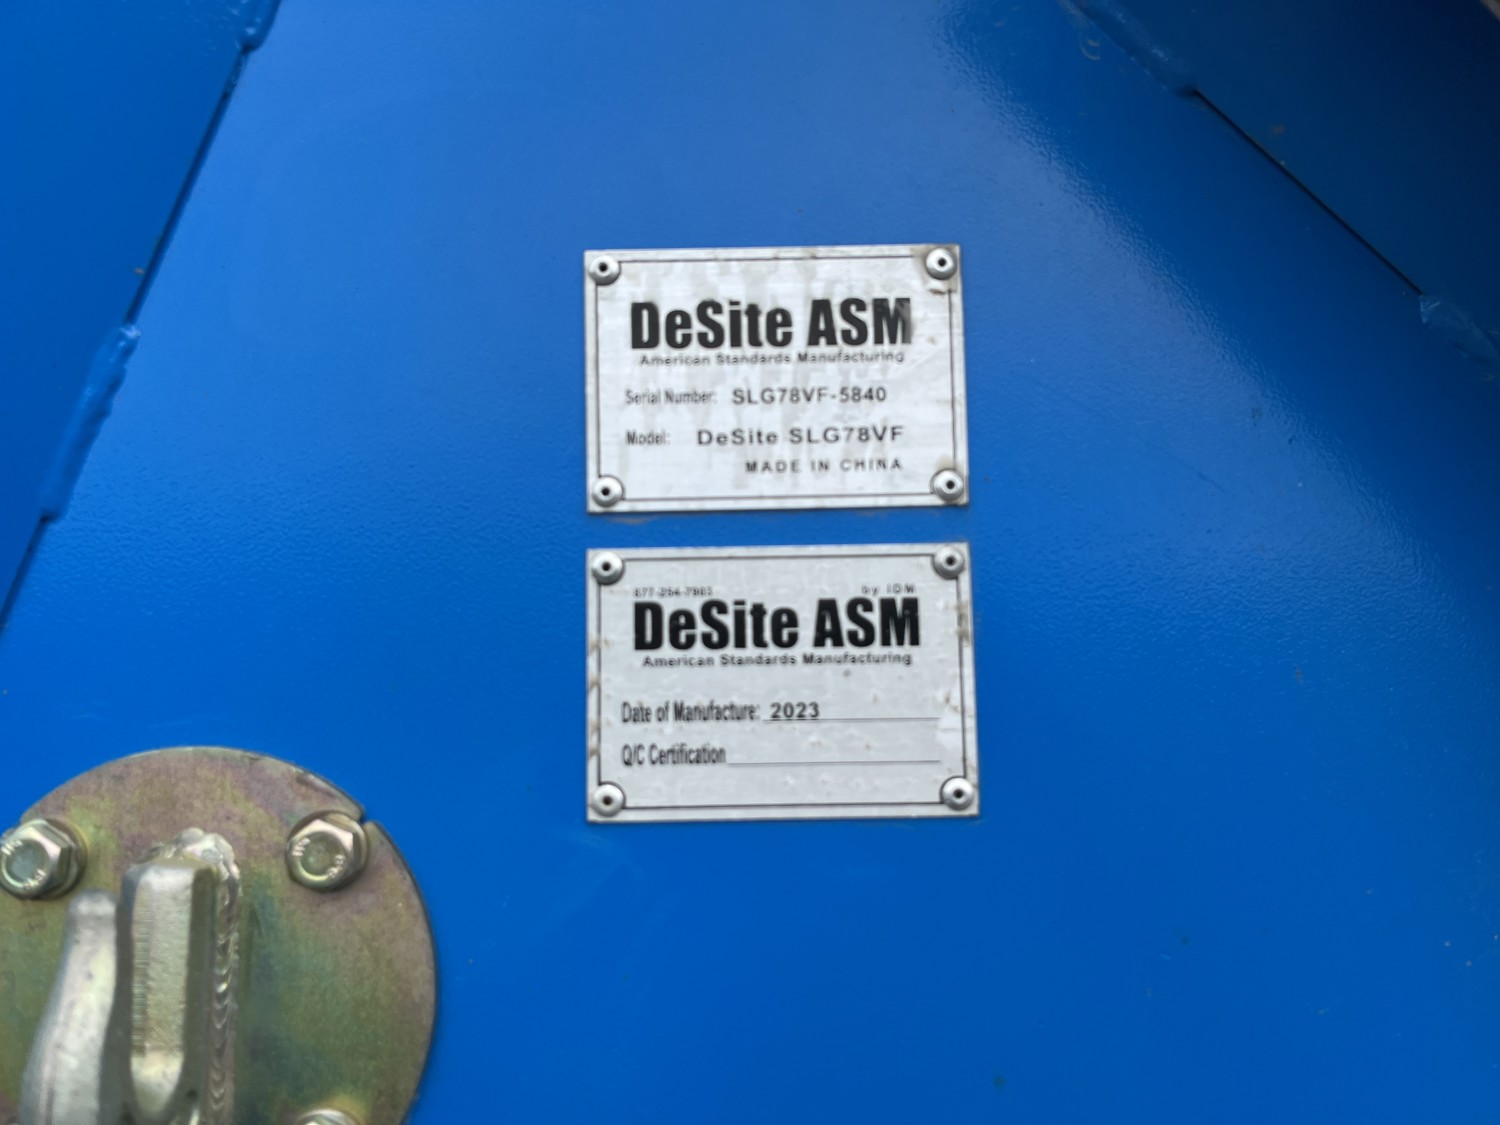 DeSite ASM
American Standards Manufacturing
Serial Number: SLG78VF-5840
Model: DeSite SLG78VF
MADE IN CHINA
by IDM
DeSite ASM
American Standards Manufacturing
Date of Manufacture: 2023
Q/C Certification